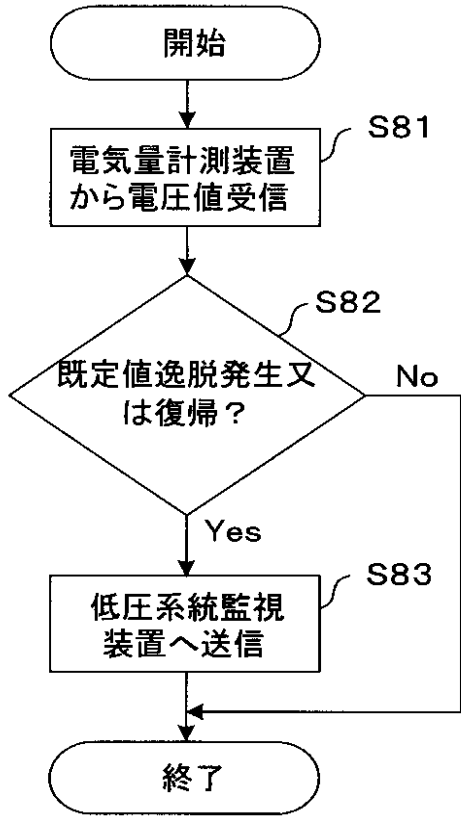 開始
S81
電気量計測装置
から電圧値受信
S82
既定値逸脱発生又
は復帰？
No
Yes
S83
低圧系統監視
装置へ送信
終了